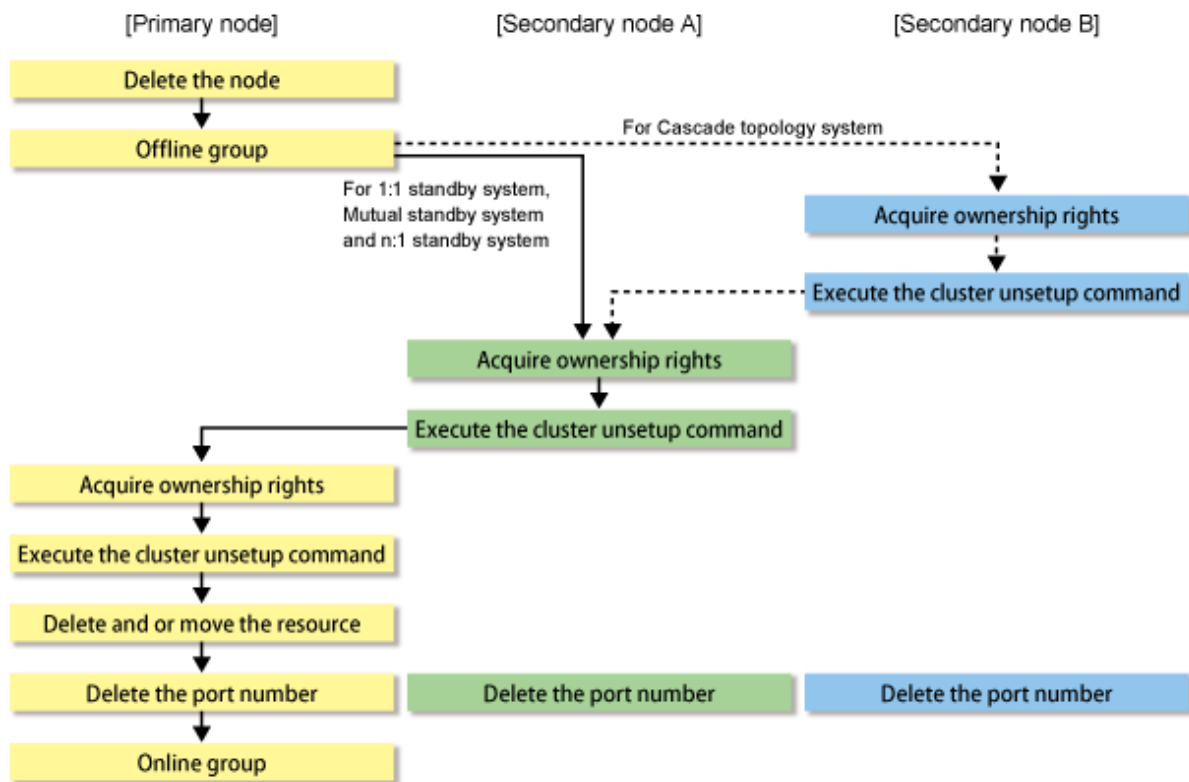 [Primary node]
[Secondary node A]
[Secondary node B]
Delete the node
Offline group
For Cascade topology system
For 1:1 standby system,
Mutual standby system
and n:1 standby system
Acquire ownership rights
Execute the cluster unsetup command
Acquire ownership rights
Execute the cluster unsetup command
Acquire ownership rights
Execute the cluster unsetup command
Delete and or move the resource
Delete the port number
Delete the port number
Delete the port number
Online group